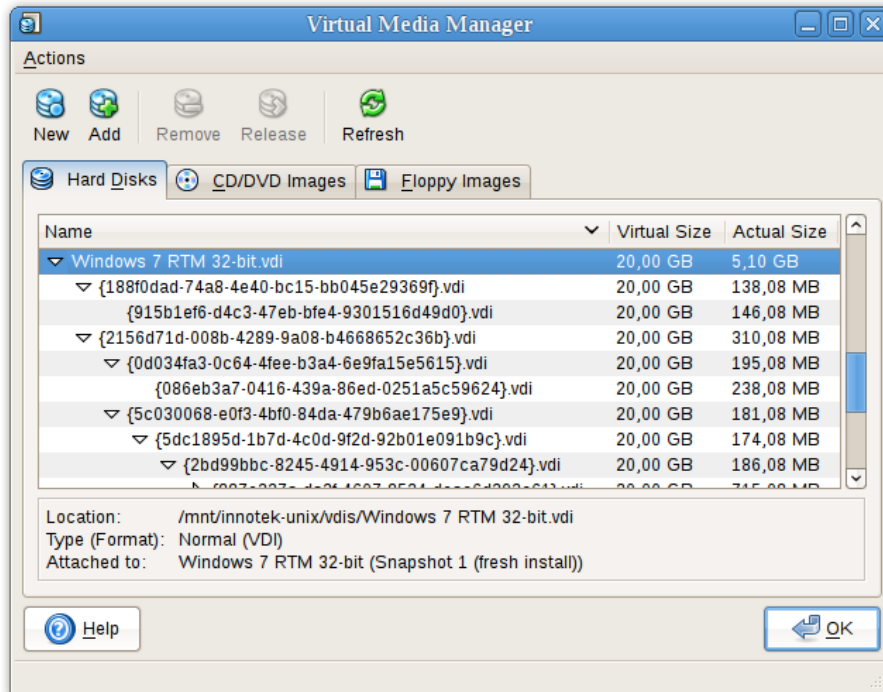 Virtual Media Manager
Actions
New Add Remove Release Refresh
Hard Disks CD/DVD Images Floppy Images
Name Virtual Size Actual Size
Windows 7 RTM 32-bit.vdi 20,00 GB 5,10 GB
{188f0dad-74a8-4e40-bc15-bb045e29369f}.vdi 20,00 GB 138,08 MB
{915b1ef6-d4c3-47eb-bfe4-9301516d49d0}.vdi 20,00 GB 146,08 MB
{2156d71d-008b-4289-9a08-b4668652c36b}.vdi 20,00 GB 310,08 MB
{0d034fa3-0c64-4fee-b3a4-6e9fa15e5615}.vdi 20,00 GB 195,08 MB
{086eb3a7-0416-439a-86ed-0251a5c59624}.vdi 20,00 GB 238,08 MB
{5c030068-e0f3-4bf0-84da-479b6ae175e9}.vdi 20,00 GB 181,08 MB
{5dc1895d-1b7d-4c0d-9f2d-92b01e091b9c}.vdi 20,00 GB 174,08 MB
{2bd99bbc-8245-4914-953c-00607ca79d24}.vdi 20,00 GB 186,08 MB
Location: /mnt/innotek-unix/vdis/Windows 7 RTM 32-bit.vdi
Type (Format): Normal (VDI)
Attached to: Windows 7 RTM 32-bit (Snapshot 1 (fresh install))
Help OK